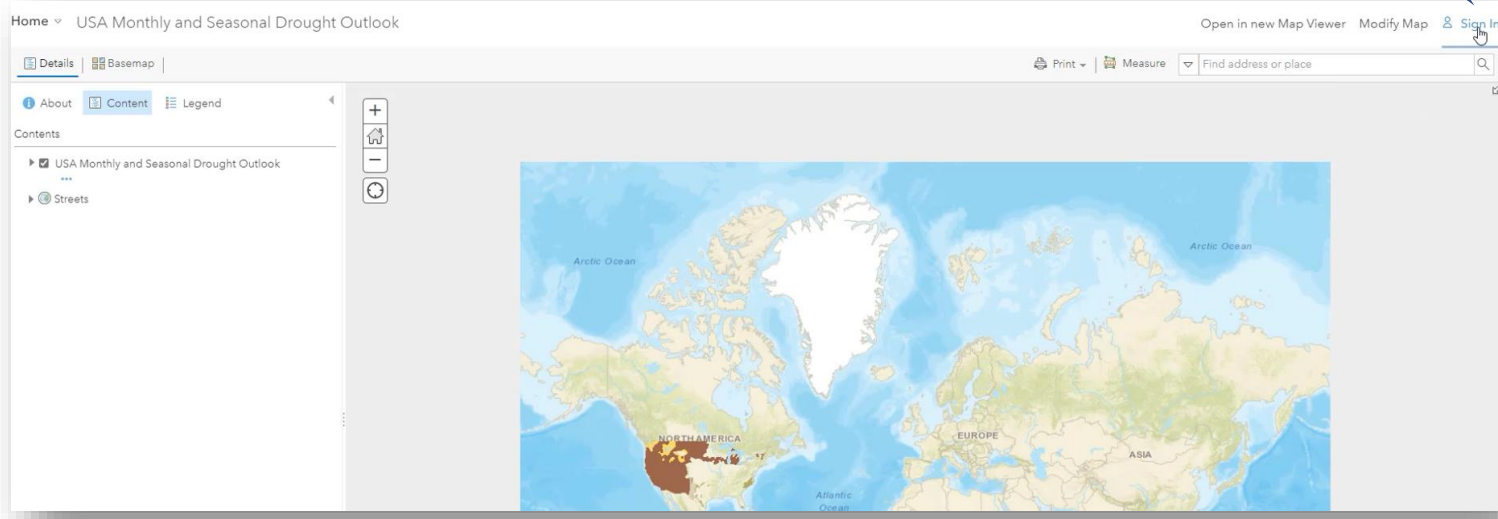 Home USA Monthly and Seasonal Drought Outlook Open in new Map Viewer Modify Map Sign In
Details Basemap Print Measure Find address or place
About Content Legend
Contents
USA Monthly and Seasonal Drought Outlook
Streets
Arctic Ocean
Arctic Ocean
NORTH AMERICA
EUROPE
ASIA
Atlantic
Ocean